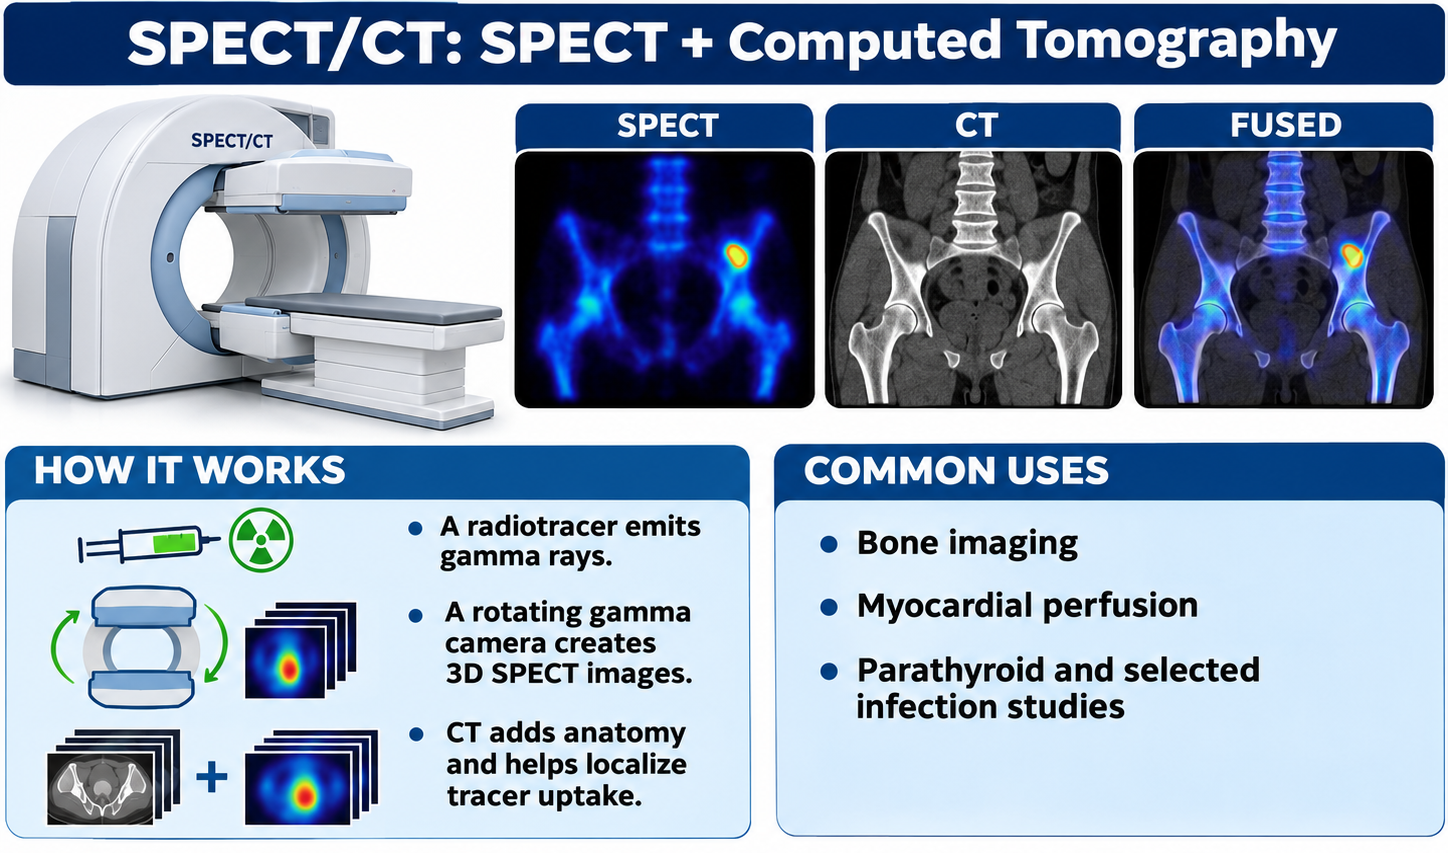 SPECT/CT: SPECT + Computed Tomography
SPECT/CT
SPECT
CT
FUSED
HOW IT WORKS
• A radiotracer emits
gamma rays.
• A rotating gamma
camera creates
3D SPECT images.
+
• CT adds anatomy
and helps localize
tracer uptake.
COMMON USES
• Bone imaging
• Myocardial perfusion
• Parathyroid and selected
infection studies